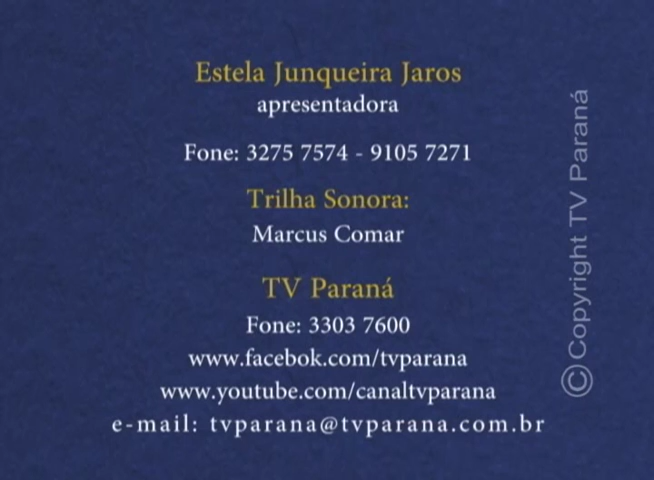 Estela Junqueira Jaros
apresentadora
Fone: 3275 7574 - 9105 7271
Trilha Sonora:
Marcus Comar
TV Paraná
Fone: 3303 7600
www.facebok.com/tvparana
www.youtube.com/canaltvparana
e-mail: tvparana@tvparana.com.br
© Copyright TV Paraná